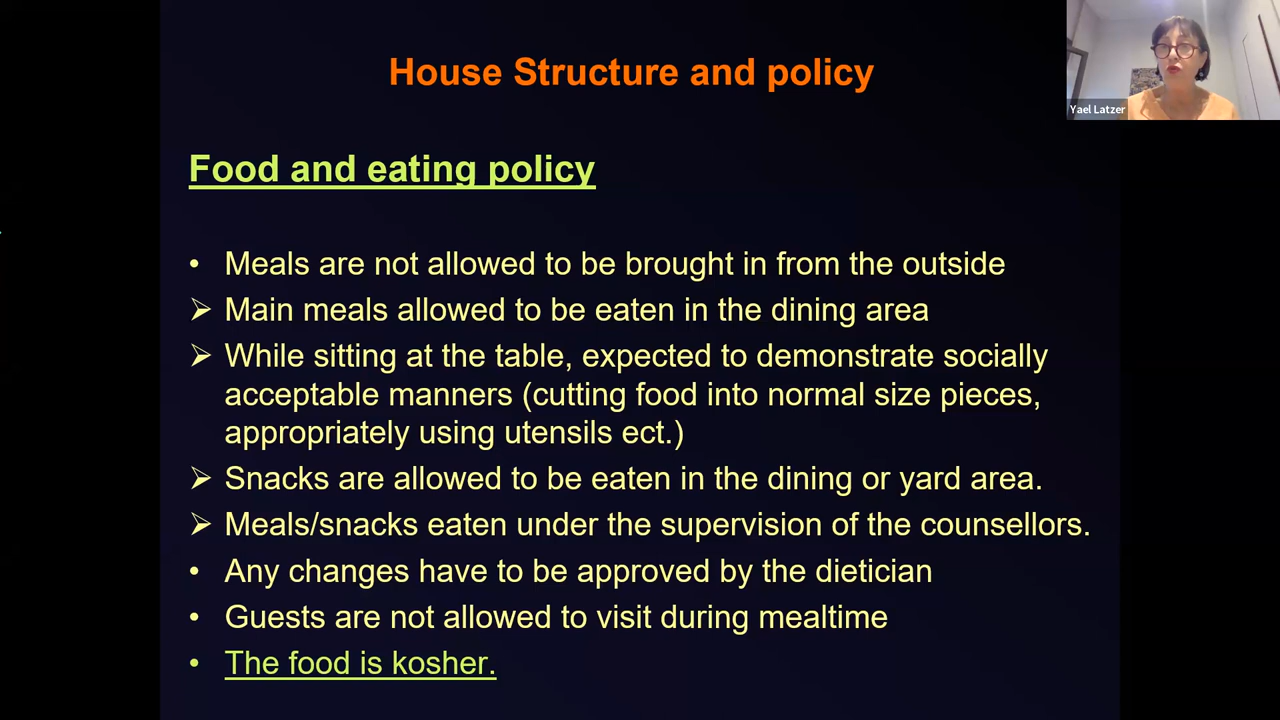 House Structure and policy
Yael Latzer
Food and eating policy
• Meals are not allowed to be brought in from the outside
➢ Main meals allowed to be eaten in the dining area
➢ While sitting at the table, expected to demonstrate socially
acceptable manners (cutting food into normal size pieces,
appropriately using utensils ect.)
➢ Snacks are allowed to be eaten in the dining or yard area.
➢ Meals/snacks eaten under the supervision of the counsellors.
• Any changes have to be approved by the dietician
• Guests are not allowed to visit during mealtime
• The food is kosher.